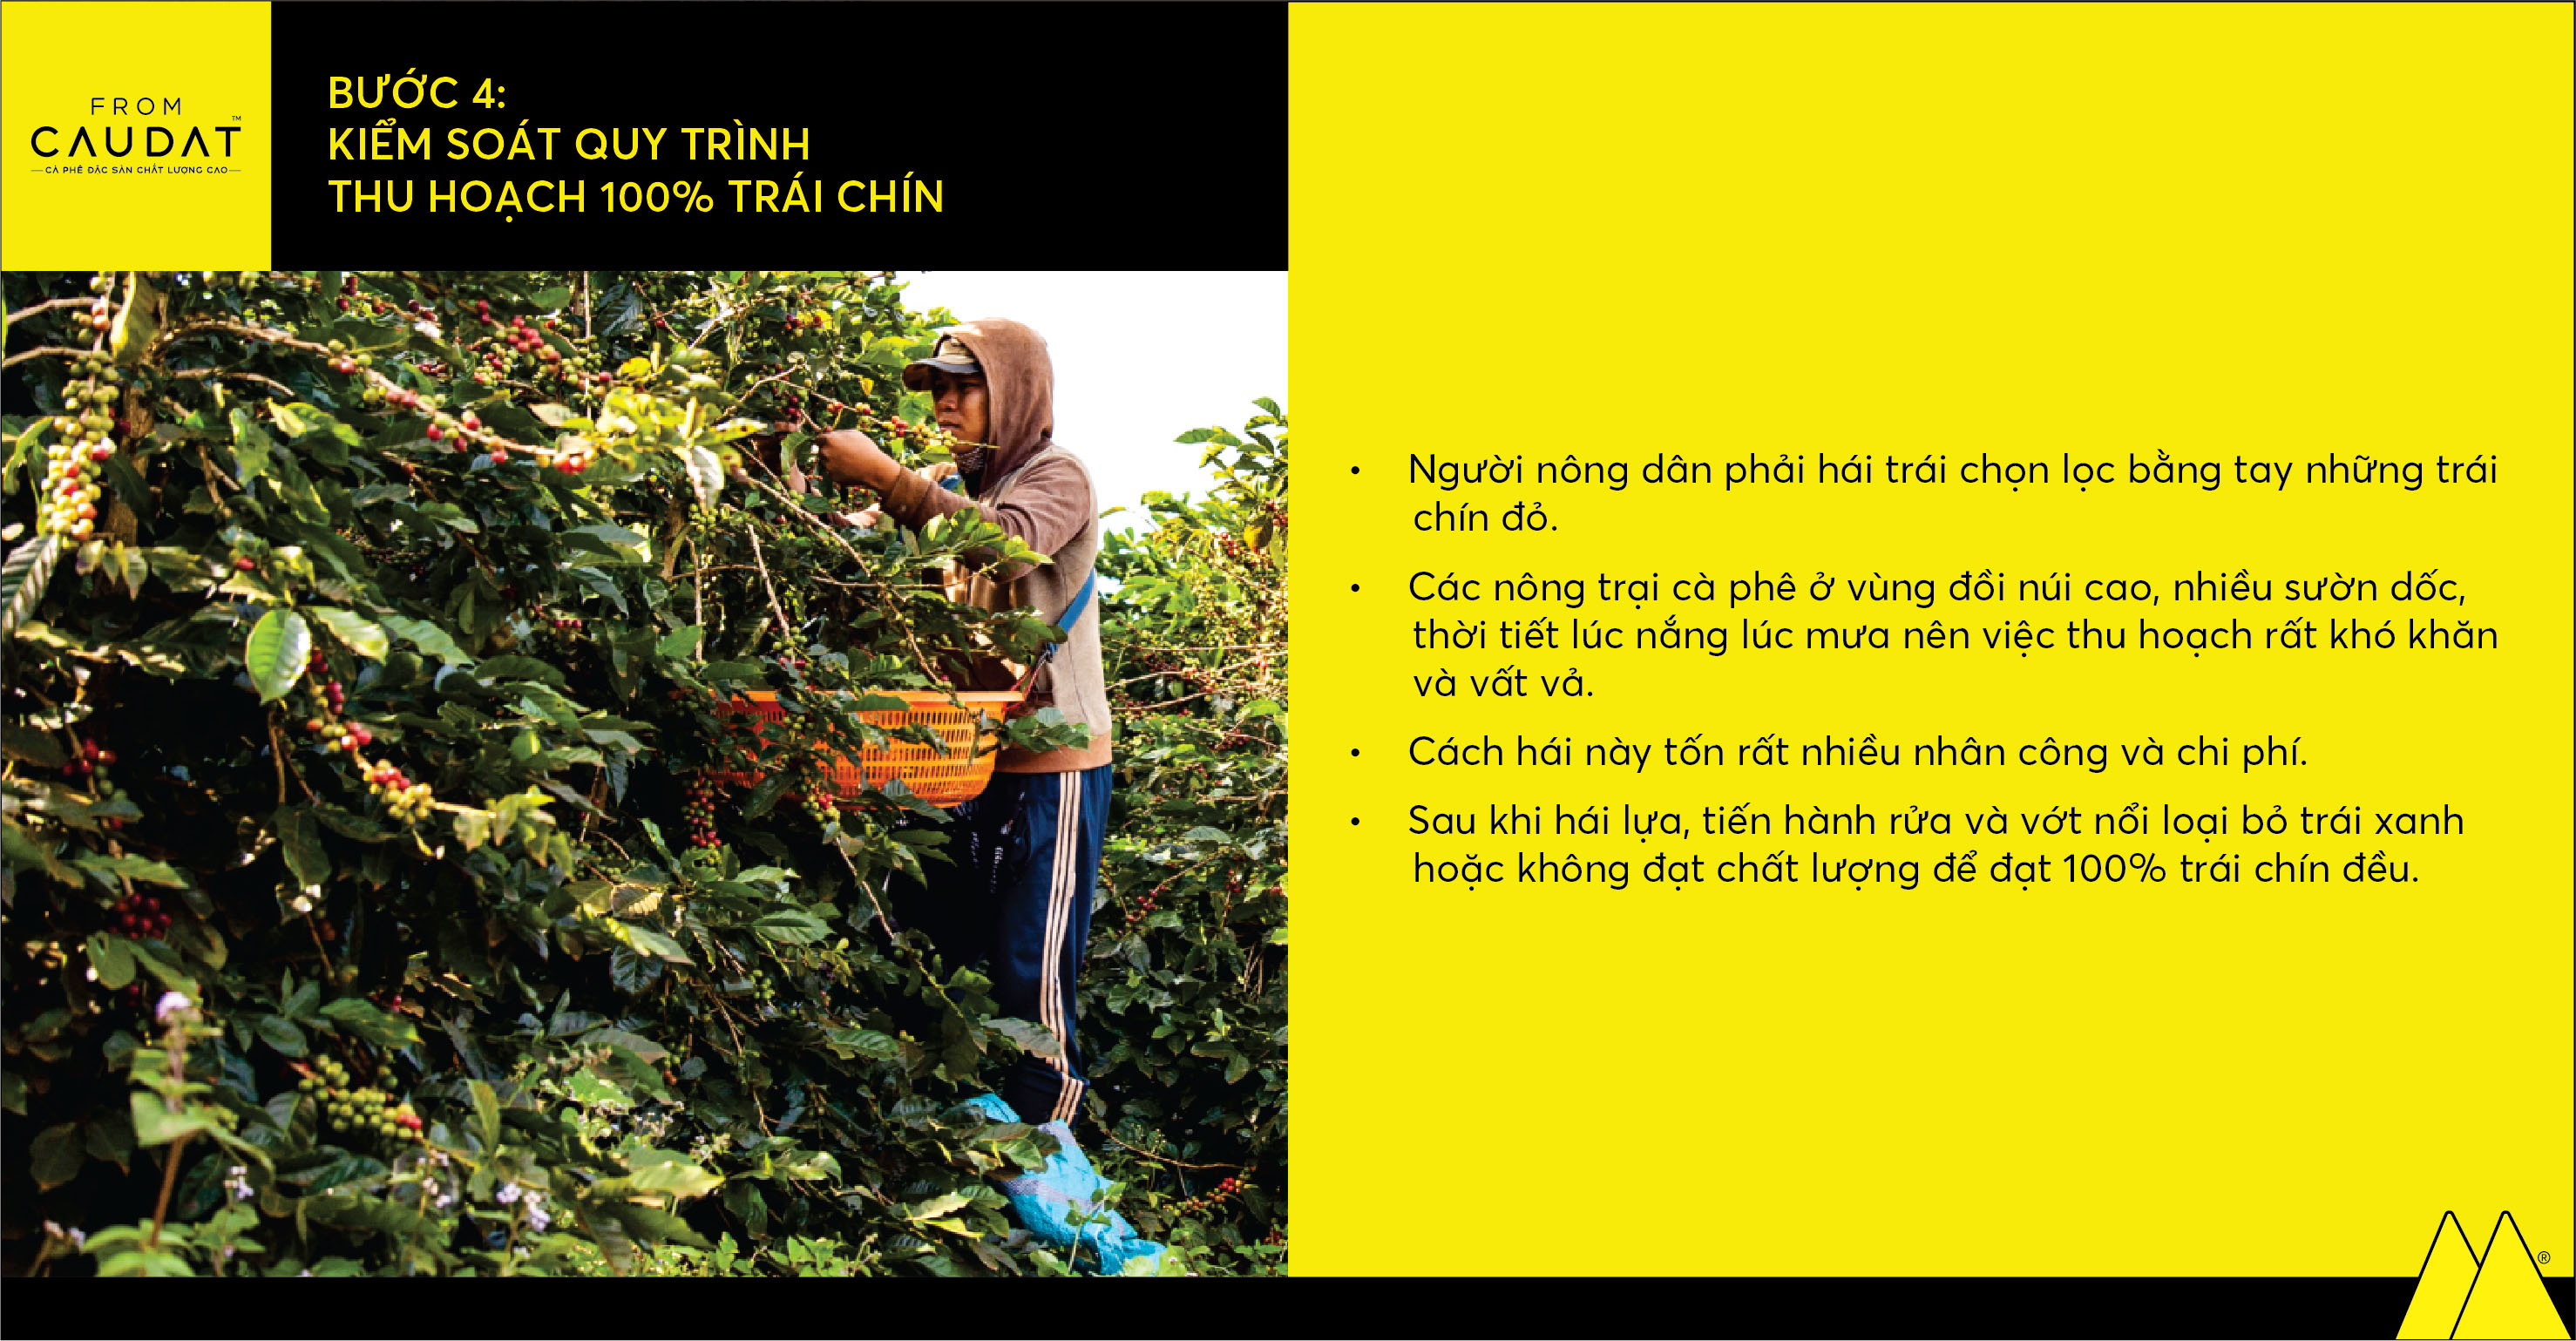 FROM
CAUDAT™
CÀ PHÊ ĐẶC SẢN CHẤT LƯỢNG CAO
BƯỚC 4:
KIỂM SOÁT QUY TRÌNH
THU HOẠCH 100% TRÁI CHÍN
• Người nông dân phải hái trái chọn lọc bằng tay những trái
chín đỏ.
• Các nông trại cà phê ở vùng đồi núi cao, nhiều sườn dốc,
thời tiết lúc nắng lúc mưa nên việc thu hoạch rất khó khăn
và vất vả.
• Cách hái này tốn rất nhiều nhân công và chi phí.
• Sau khi hái lựa, tiến hành rửa và vớt nổi loại bỏ trái xanh
hoặc không đạt chất lượng để đạt 100% trái chín đều.
®